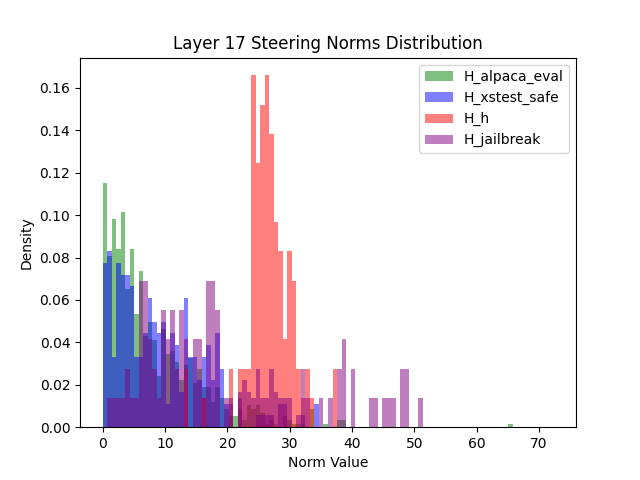 Layer 17 Steering Norms Distribution
H_alpaca_eval
H_xstest_safe
H_h
H_jailbreak
Density
0.16
0.14
0.12
0.10
0.08
0.06
0.04
0.02
0.00
0 10 20 30 40 50 60 70
Norm Value